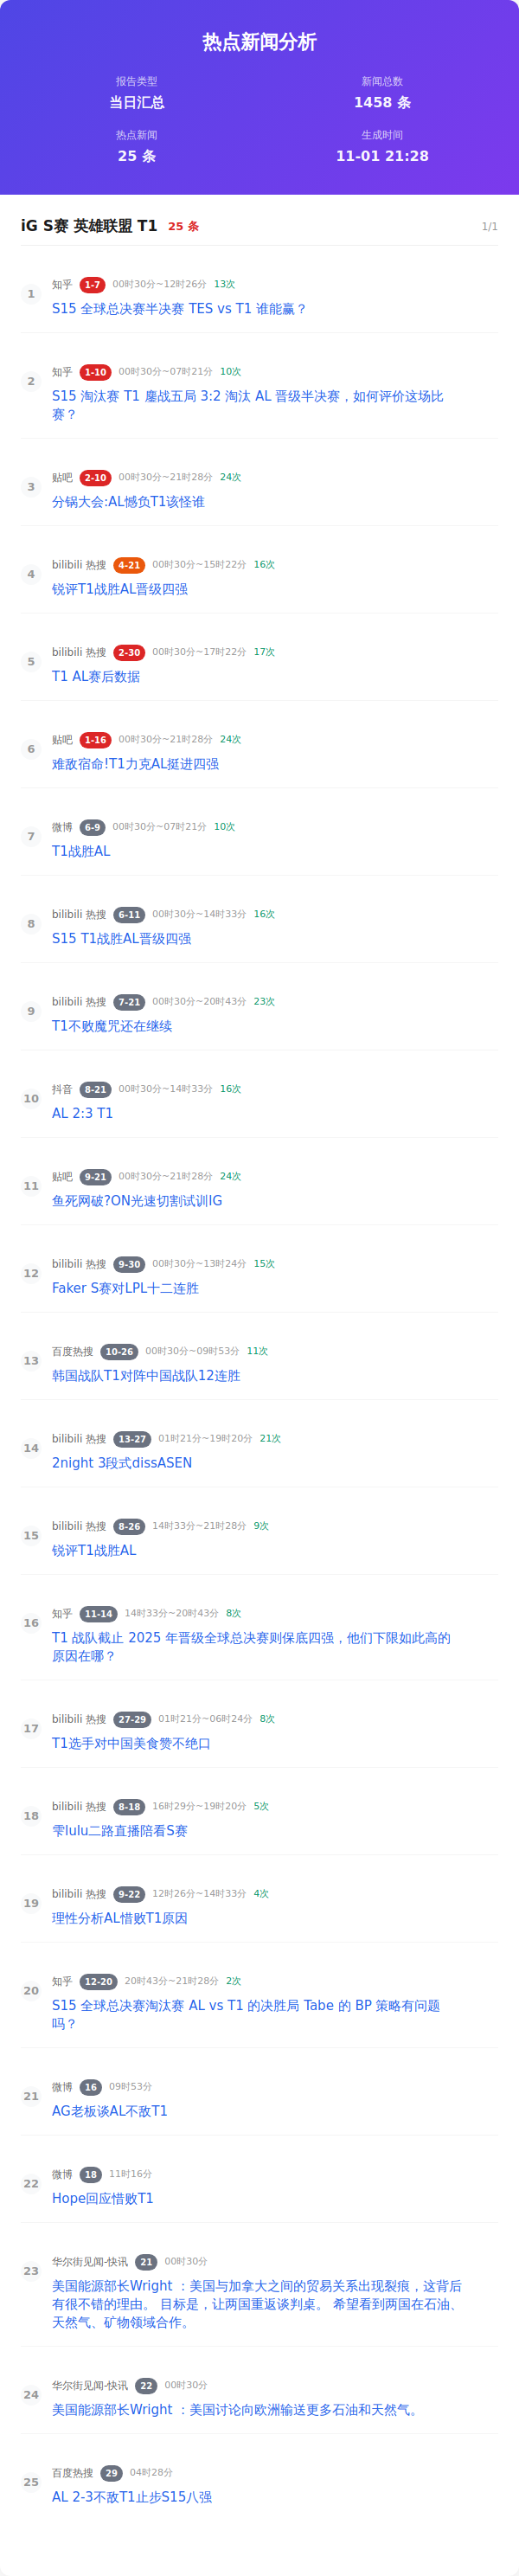 热点新闻分析
报告类型
当日汇总
新闻总数
1458 条
热点新闻
25 条
生成时间
11-01 21:28
iG S赛 英雄联盟 T1 25 条 1/1
1
知乎 1-7 00时30分~12时26分 13次
S15 全球总决赛半决赛 TES vs T1 谁能赢？
2
知乎 1-10 00时30分~07时21分 10次
S15 淘汰赛 T1 鏖战五局 3:2 淘汰 AL 晋级半决赛，如何评价这场比
赛？
3
贴吧 2-10 00时30分~21时28分 24次
分锅大会:AL憾负T1该怪谁
4
bilibili 热搜 4-21 00时30分~15时22分 16次
锐评T1战胜AL晋级四强
5
bilibili 热搜 2-30 00时30分~17时22分 17次
T1 AL赛后数据
6
贴吧 1-16 00时30分~21时28分 24次
难敌宿命!T1力克AL挺进四强
7
微博 6-9 00时30分~07时21分 10次
T1战胜AL
8
bilibili 热搜 6-11 00时30分~14时33分 16次
S15 T1战胜AL晋级四强
9
bilibili 热搜 7-21 00时30分~20时43分 23次
T1不败魔咒还在继续
10
抖音 8-21 00时30分~14时33分 16次
AL 2:3 T1
11
贴吧 9-21 00时30分~21时28分 24次
鱼死网破?ON光速切割试训IG
12
bilibili 热搜 9-30 00时30分~13时24分 15次
Faker S赛对LPL十二连胜
13
百度热搜 10-26 00时30分~09时53分 11次
韩国战队T1对阵中国战队12连胜
14
bilibili 热搜 13-27 01时21分~19时20分 21次
2night 3段式dissASEN
15
bilibili 热搜 8-26 14时33分~21时28分 9次
锐评T1战胜AL
16
知乎 11-14 14时33分~20时43分 8次
T1 战队截止 2025 年晋级全球总决赛则保底四强，他们下限如此高的
原因在哪？
17
bilibili 热搜 27-29 01时21分~06时24分 8次
T1选手对中国美食赞不绝口
18
bilibili 热搜 8-18 16时29分~19时20分 5次
雫lulu二路直播陪看S赛
19
bilibili 热搜 9-22 12时26分~14时33分 4次
理性分析AL惜败T1原因
20
知乎 12-20 20时43分~21时28分 2次
S15 全球总决赛淘汰赛 AL vs T1 的决胜局 Tabe 的 BP 策略有问题
吗？
21
微博 16 09时53分
AG老板谈AL不敌T1
22
微博 18 11时16分
Hope回应惜败T1
23
华尔街见闻-快讯 21 00时30分
美国能源部长Wright ：美国与加拿大之间的贸易关系出现裂痕，这背后
有很不错的理由。 目标是，让两国重返谈判桌。 希望看到两国在石油、
天然气、矿物领域合作。
24
华尔街见闻-快讯 22 00时30分
美国能源部长Wright ：美国讨论向欧洲输送更多石油和天然气。
25
百度热搜 29 04时28分
AL 2-3不敌T1止步S15八强